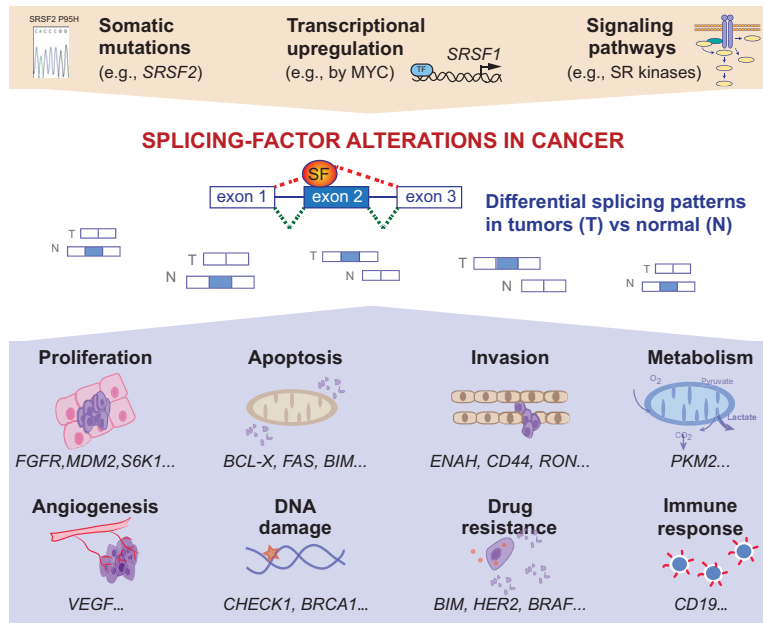 SRSF2 P95H
CACCCGG
Somatic
mutations
(e.g., SRSF2)
Transcriptional
upregulation
(e.g., by MYC)
TF
SRSF1
Signaling
pathways
(e.g., SR kinases)
SPLICING-FACTOR ALTERATIONS IN CANCER
SF
exon 1
exon 2
exon 3
Differential splicing patterns
in tumors (T) vs normal (N)
T
N
T
N
T
N
T
N
T
N
Proliferation
FGFR,MDM2,S6K1...
Apoptosis
BCL-X, FAS, BIM...
Invasion
ENAH, CD44, RON...
Metabolism
O2
Pyruvate
Lactate
CO2
PKM2...
Angiogenesis
VEGF...
DNA
damage
CHECK1, BRCA1...
Drug
resistance
BIM, HER2, BRAF...
Immune
response
CD19...